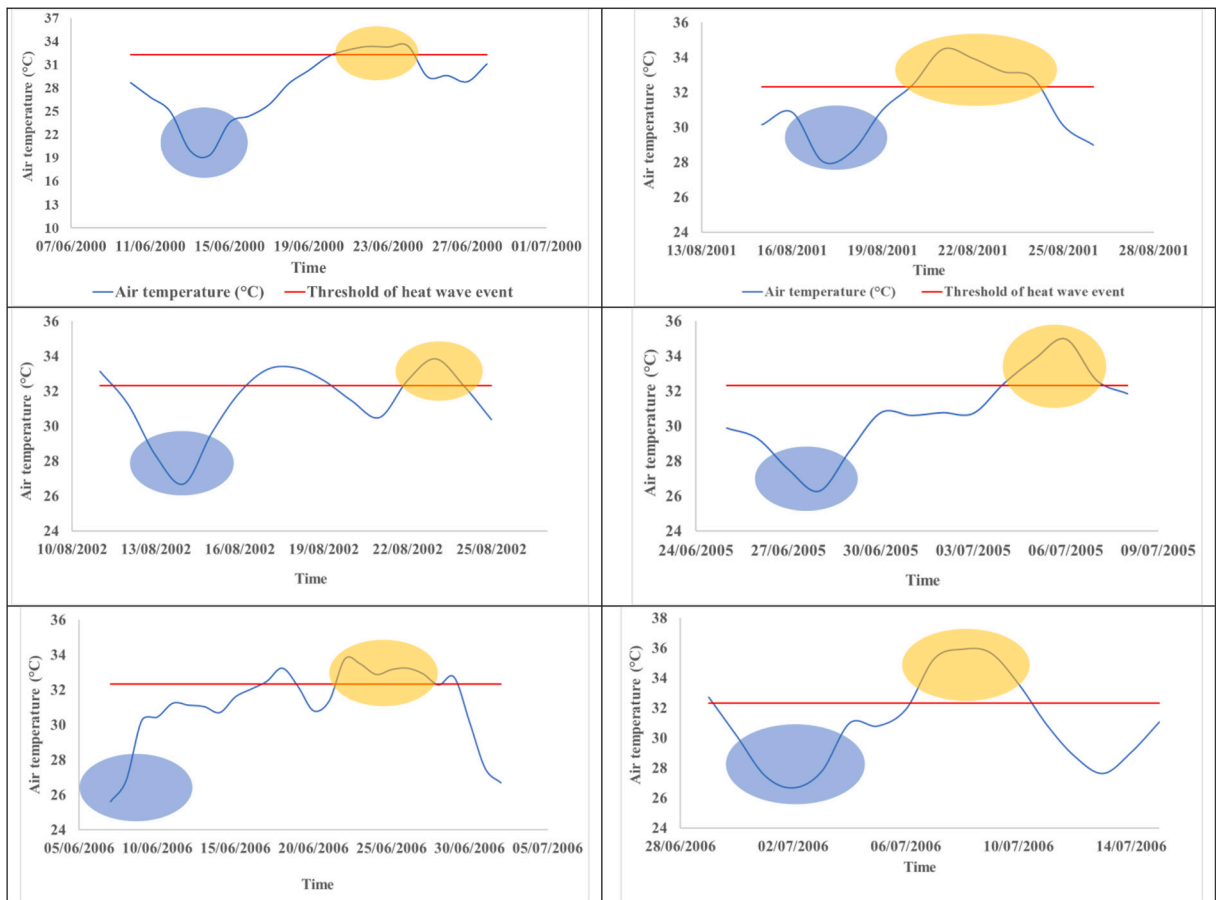 37
34
31
28
25
22
19
16
13
10
Air temperature (°C)
07/06/2000 11/06/2000 15/06/2000 19/06/2000 23/06/2000 27/06/2000 01/07/2000
Time
Air temperature (°C) Threshold of heat wave event
36
34
32
30
28
26
24
Air temperature (°C)
13/08/2001 16/08/2001 19/08/2001 22/08/2001 25/08/2001 28/08/2001
Time
Air temperature (°C) Threshold of heat wave event
36
34
32
30
28
26
24
Air temperature (°C)
10/08/2002 13/08/2002 16/08/2002 19/08/2002 22/08/2002 25/08/2002
Time
36
34
32
30
28
26
24
Air temperature (°C)
24/06/2005 27/06/2005 30/06/2005 03/07/2005 06/07/2005 09/07/2005
Time
36
34
32
30
28
26
24
Air temperature (°C)
05/06/2006 10/06/2006 15/06/2006 20/06/2006 25/06/2006 30/06/2006 05/07/2006
Time
38
36
34
32
30
28
26
24
Air temperature (°C)
28/06/2006 02/07/2006 06/07/2006 10/07/2006 14/07/2006
Time